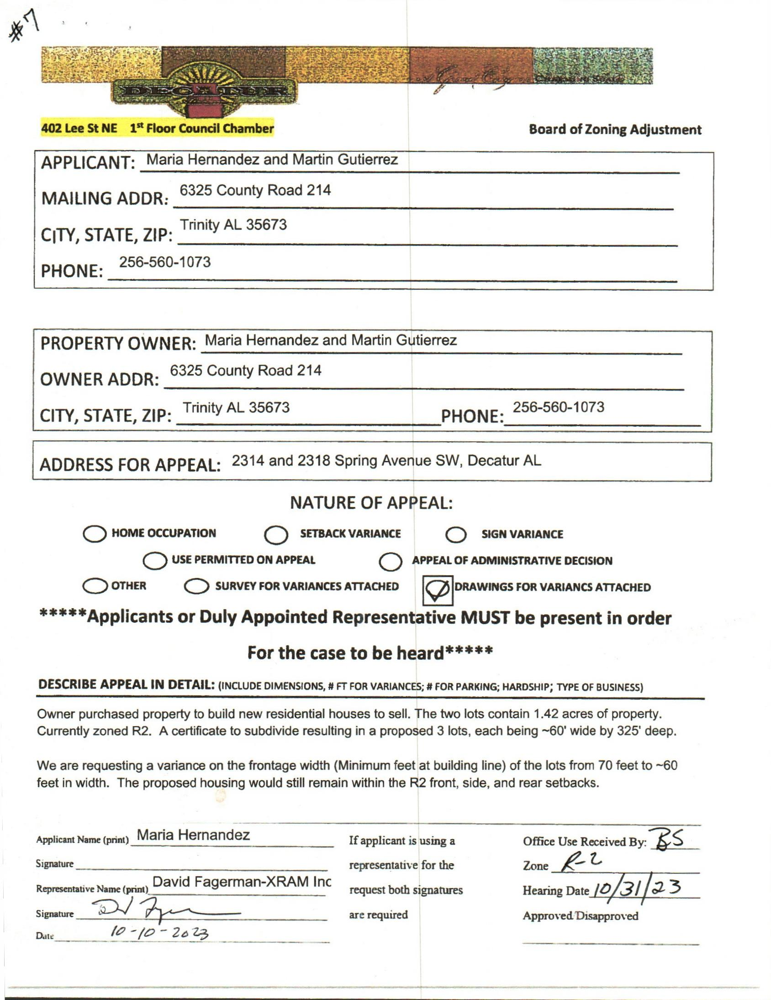 #7
DECATUR
402 Lee St NE 1st Floor Council Chamber
Board of Zoning Adjustment
APPLICANT: Maria Hernandez and Martin Gutierrez
MAILING ADDR: 6325 County Road 214
CITY, STATE, ZIP: Trinity AL 35673
PHONE: 256-560-1073
PROPERTY OWNER: Maria Hernandez and Martin Gutierrez
OWNER ADDR: 6325 County Road 214
CITY, STATE, ZIP: Trinity AL 35673 PHONE: 256-560-1073
ADDRESS FOR APPEAL: 2314 and 2318 Spring Avenue SW, Decatur AL
NATURE OF APPEAL:
HOME OCCUPATION SETBACK VARIANCE SIGN VARIANCE
USE PERMITTED ON APPEAL APPEAL OF ADMINISTRATIVE DECISION
OTHER SURVEY FOR VARIANCES ATTACHED DRAWINGS FOR VARIANCS ATTACHED
*****Applicants or Duly Appointed Representative MUST be present in order
For the case to be heard*****
DESCRIBE APPEAL IN DETAIL: (INCLUDE DIMENSIONS, # FT FOR VARIANCES; # FOR PARKING; HARDSHIP; TYPE OF BUSINESS)
Owner purchased property to build new residential houses to sell. The two lots contain 1.42 acres of property.
Currently zoned R2. A certificate to subdivide resulting in a proposed 3 lots, each being ~60' wide by 325' deep.
We are requesting a variance on the frontage width (Minimum feet at building line) of the lots from 70 feet to ~60
feet in width. The proposed housing would still remain within the R2 front, side, and rear setbacks.
Applicant Name (print) Maria Hernandez
Signature
Representative Name (print) David Fagerman-XRAM Inc
Signature
Date 10-10-2023
If applicant is using a
representative for the
request both signatures
are required
Office Use Received By: BS
Zone R-2
Hearing Date 10/31/23
Approved/Disapproved